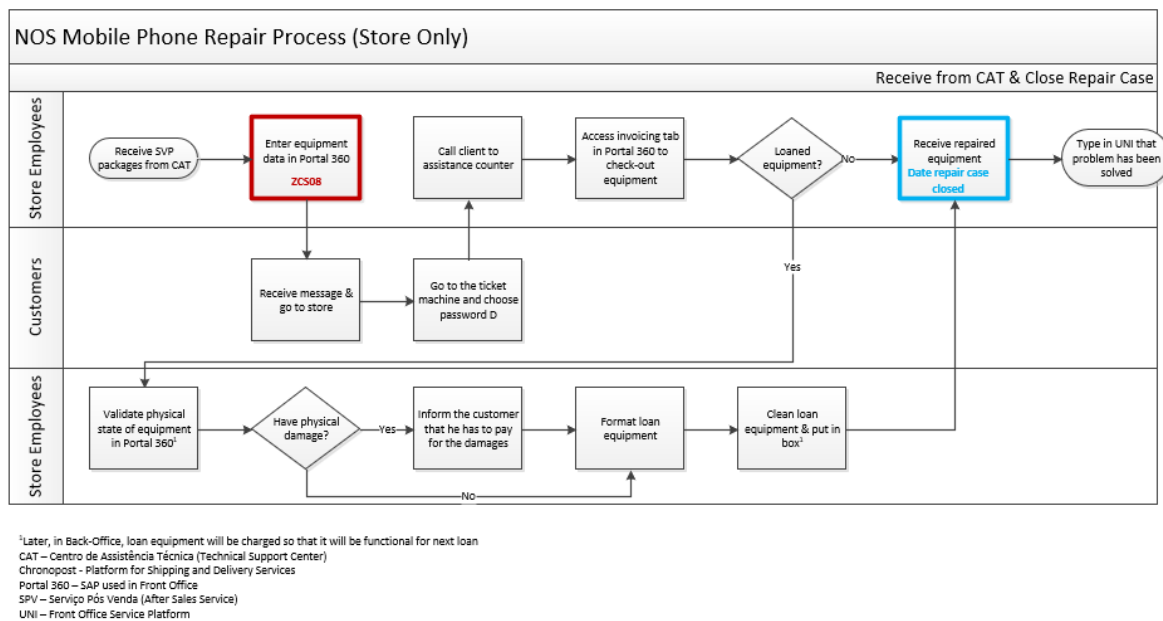 NOS Mobile Phone Repair Process (Store Only)
Receive from CAT & Close Repair Case
Store Employees
Receive SVP
packages from CAT
Enter equipment
data in Portal 360
ZCS08
Call client to
assistance counter
Access invoicing tab
in Portal 360 to
check-out
equipment
Loaned
equipment?
No
Receive repaired
equipment
Date repair case
closed
Type in UNI that
problem has been
solved
Yes
Customers
Receive message &
go to store
Go to the ticket
machine and choose
password D
Store Employees
Validate physical
state of equipment
in Portal 360¹
Have physical
damage?
Yes
Inform the customer
that he has to pay
for the damages
Format loan
equipment
Clean loan
equipment & put in
box¹
No
¹Later, in Back-Office, loan equipment will be charged so that it will be functional for next loan
CAT – Centro de Assistência Técnica (Technical Support Center)
Chronopost - Platform for Shipping and Delivery Services
Portal 360 – SAP used in Front Office
SPV – Serviço Pós Venda (After Sales Service)
UNI – Front Office Service Platform